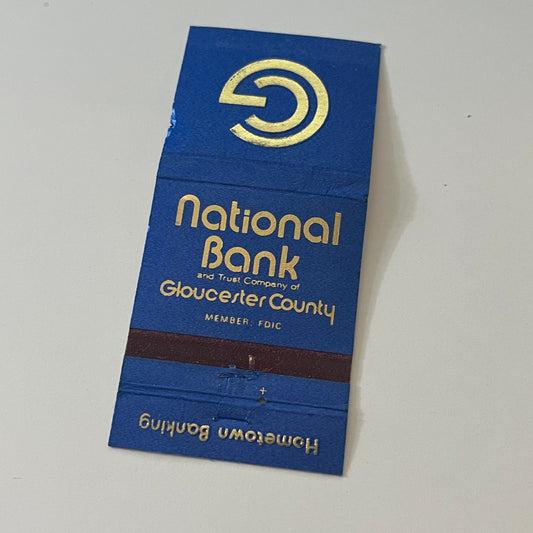 National
Bank
and Trust Company of
Gloucester County
MEMBER, FDIC
Hometown Banking